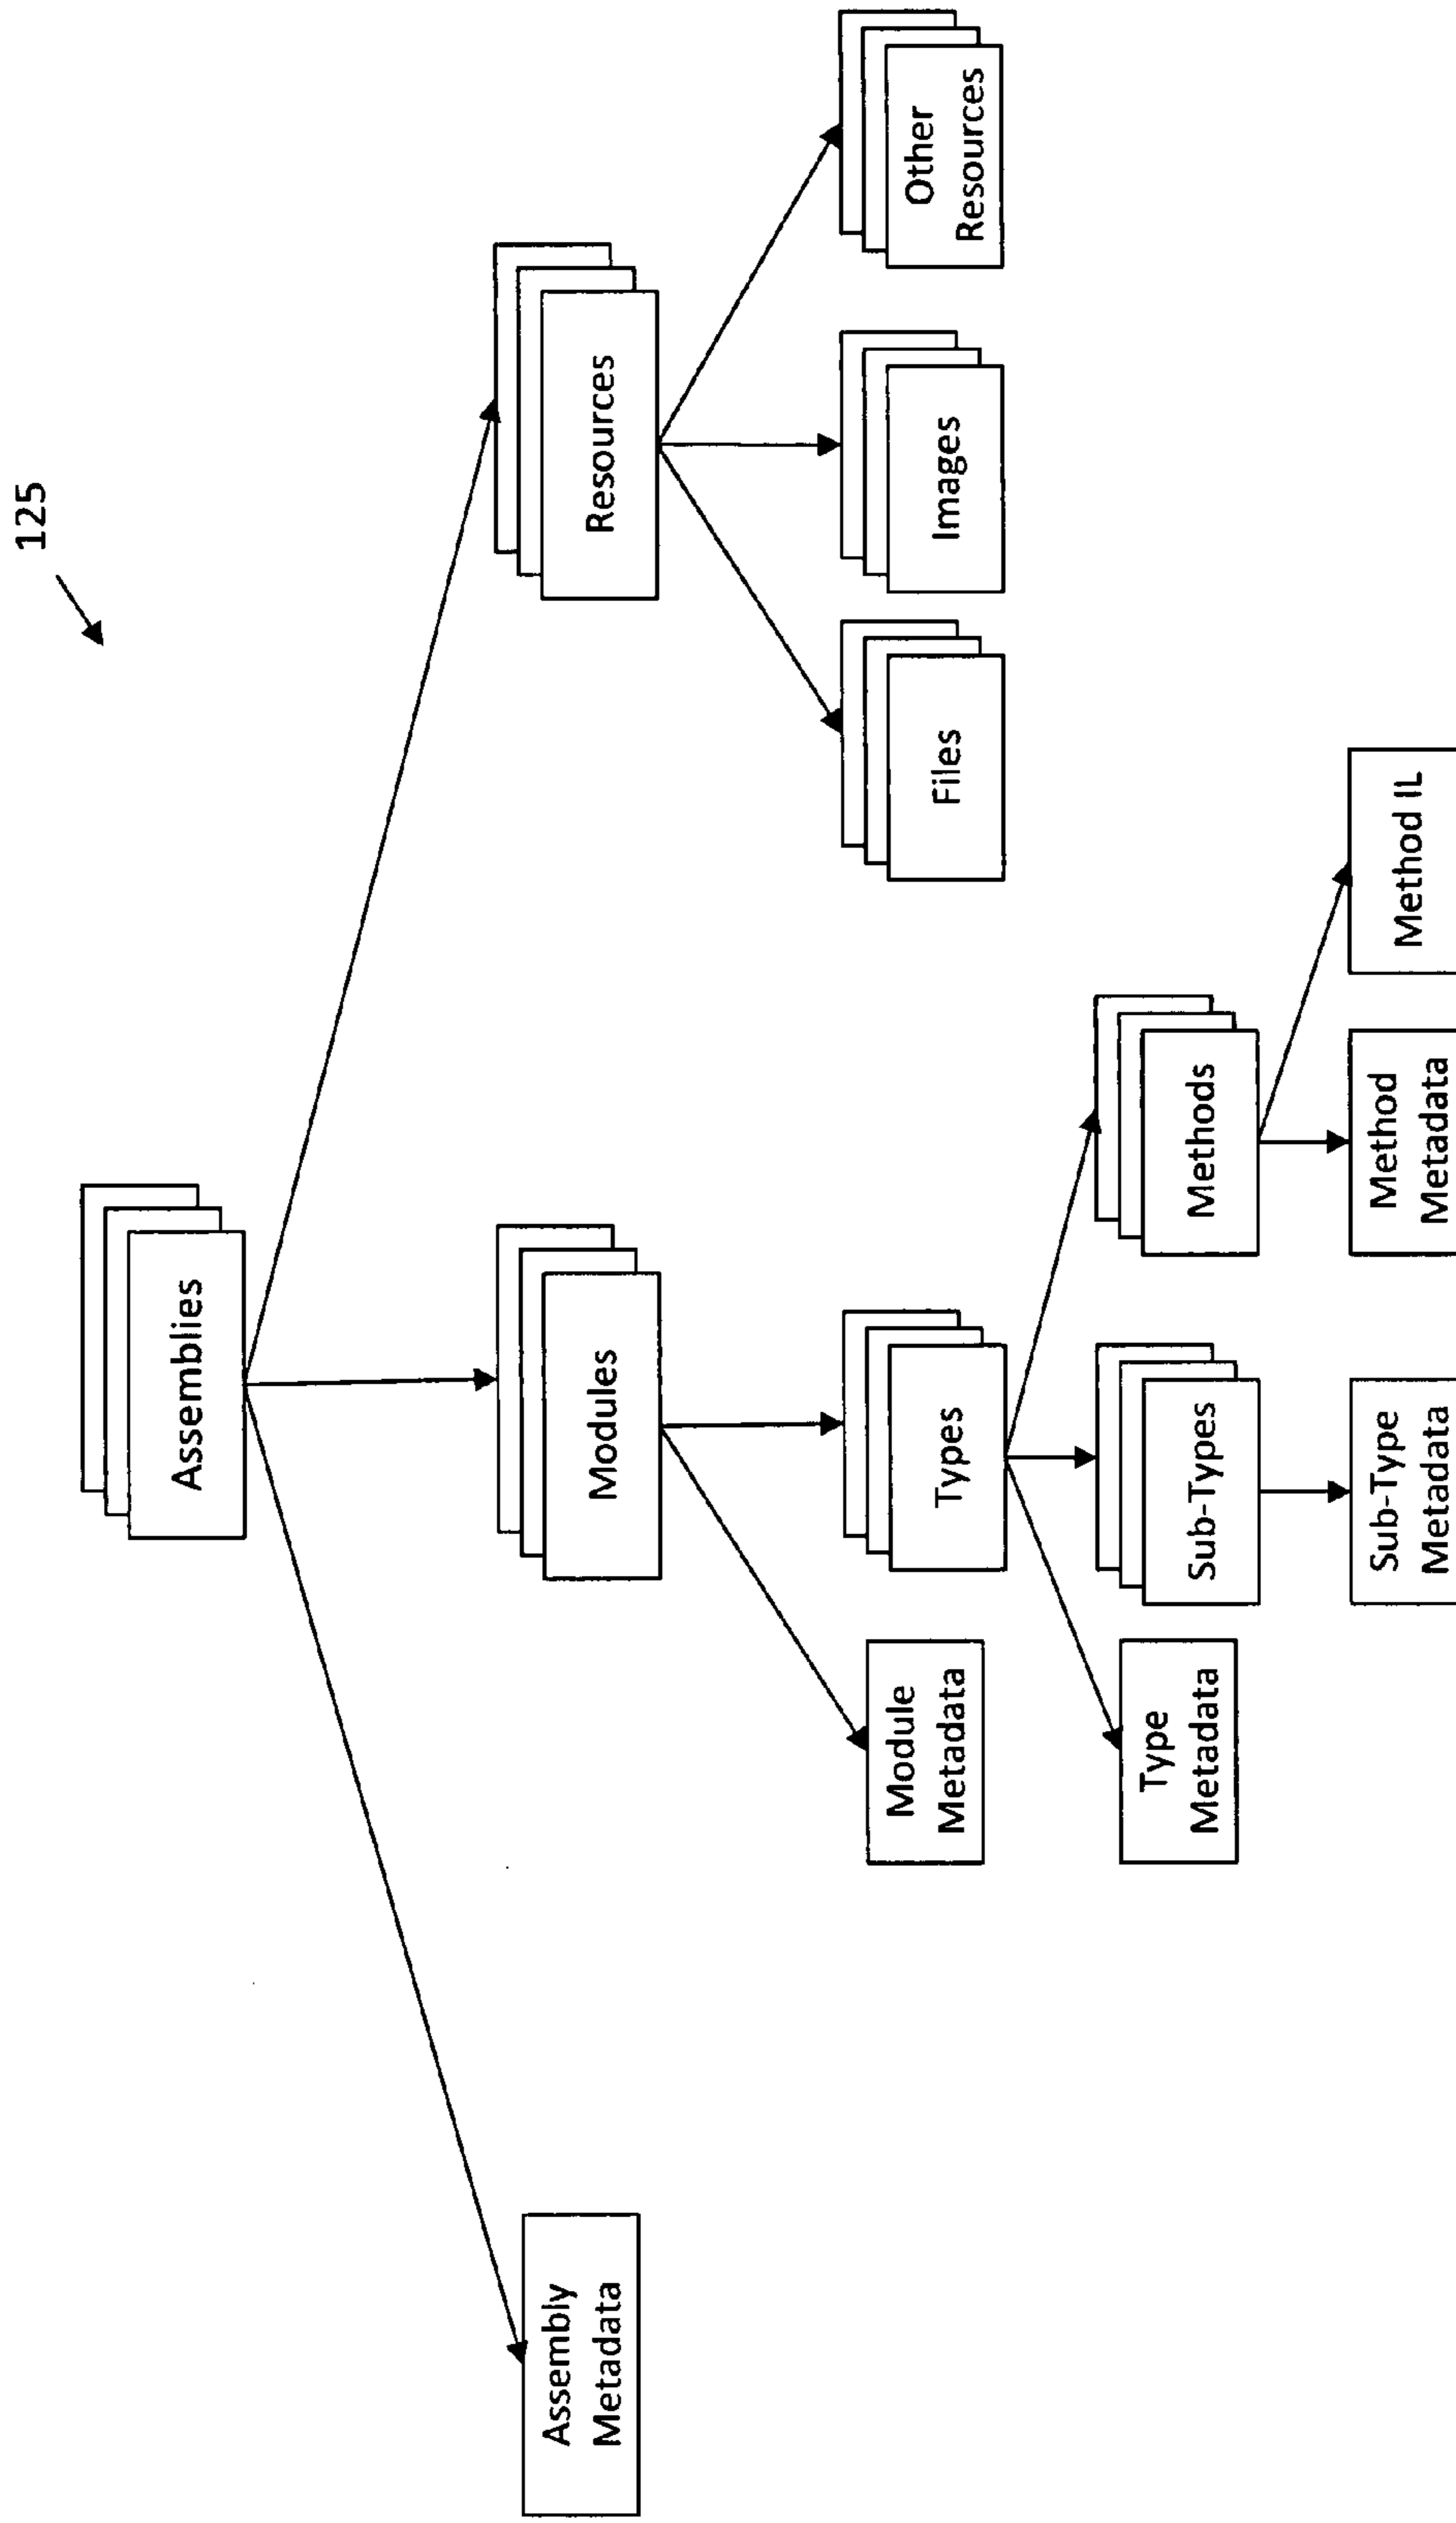 125
Assemblies
Assembly
Metadata
Modules
Resources
Module
Metadata
Types
Files
Images
Other
Resources
Type
Metadata
Sub-Types
Methods
Sub-Type
Metadata
Method
Metadata
Method IL